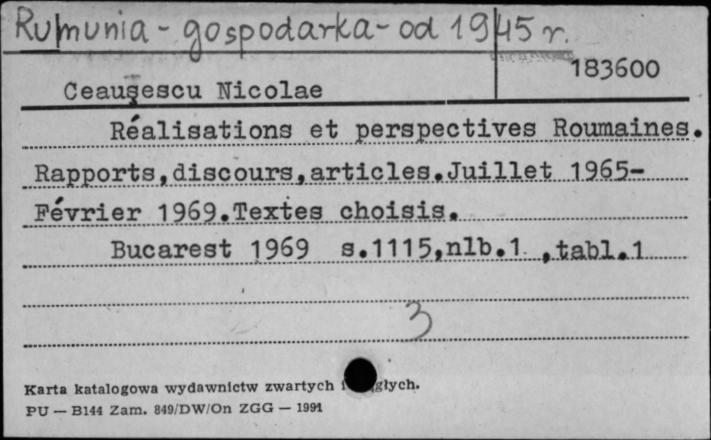 Rumunia - gospodarka - od 1945 r.
183600
Ceauşescu Nicolae
Réalisations et perspectives Roumaines.
Rapports,discours,articles.Juillet 1965-
Février 1969.Textes choisis.
Bucarest 1969 s.1115,nlb.1 ,tabl.1
3
Karta katalogowa wydawnictw zwartych i głych.
PU — B144 Zam. 849/DW/On ZGG — 1991